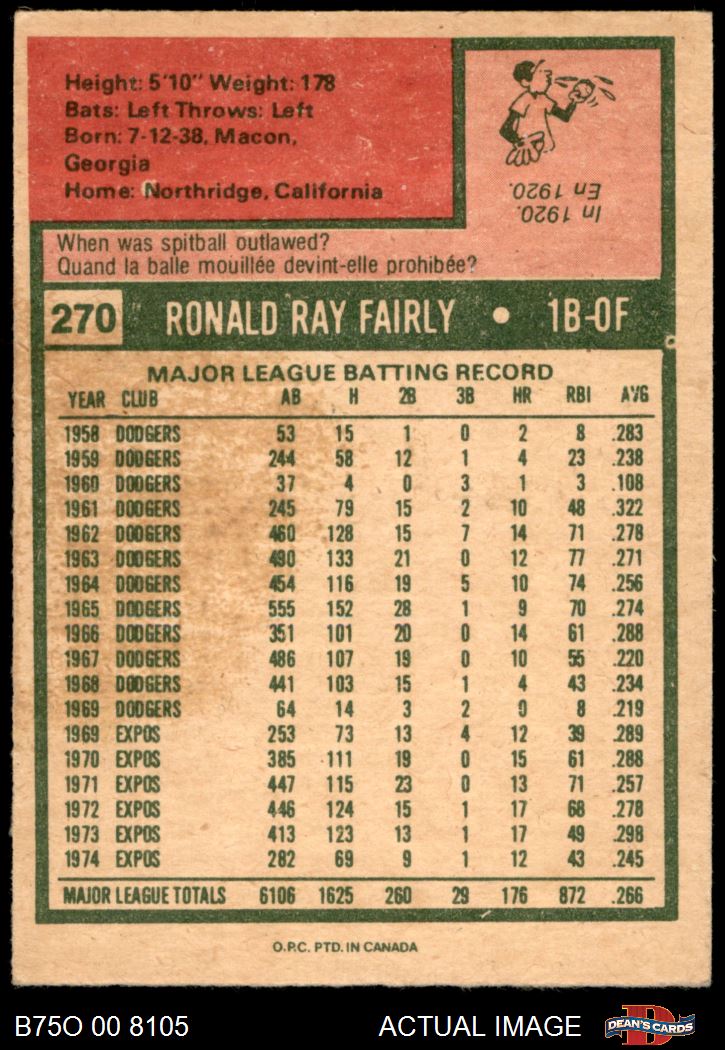 Height: 5'10" Weight: 178
Bats: Left Throws: Left
Born: 7-12-38, Macon,
Georgia
Home: Northridge, California
In 1920.
En 1920.
When was spitball outlawed?
Quand la balle mouillée devint-elle prohibée?
270 RONALD RAY FAIRLY • 1B-OF
MAJOR LEAGUE BATTING RECORD
YEAR CLUB AB H 2B 3B HR RBI AVG
1958 DODGERS 53 15 1 0 2 8 .283
1959 DODGERS 244 58 12 1 4 23 .238
1960 DODGERS 37 4 0 3 1 3 .108
1961 DODGERS 245 79 15 2 10 48 .322
1962 DODGERS 460 128 15 7 14 71 .278
1963 DODGERS 490 133 21 0 12 77 .271
1964 DODGERS 454 116 19 5 10 74 .256
1965 DODGERS 555 152 28 1 9 70 .274
1966 DODGERS 351 101 20 0 14 61 .288
1967 DODGERS 486 107 19 0 10 55 .220
1968 DODGERS 441 103 15 1 4 43 .234
1969 DODGERS 64 14 3 2 0 8 .219
1969 EXPOS 253 73 13 4 12 39 .289
1970 EXPOS 385 111 19 0 15 61 .288
1971 EXPOS 447 115 23 0 13 71 .257
1972 EXPOS 446 124 15 1 17 68 .278
1973 EXPOS 413 123 13 1 17 49 .298
1974 EXPOS 282 69 9 1 12 43 .245
MAJOR LEAGUE TOTALS 6106 1625 260 29 176 872 .266
O.P.C. PTD. IN CANADA
B75O 00 8105 ACTUAL IMAGE D DEAN'S CARDS